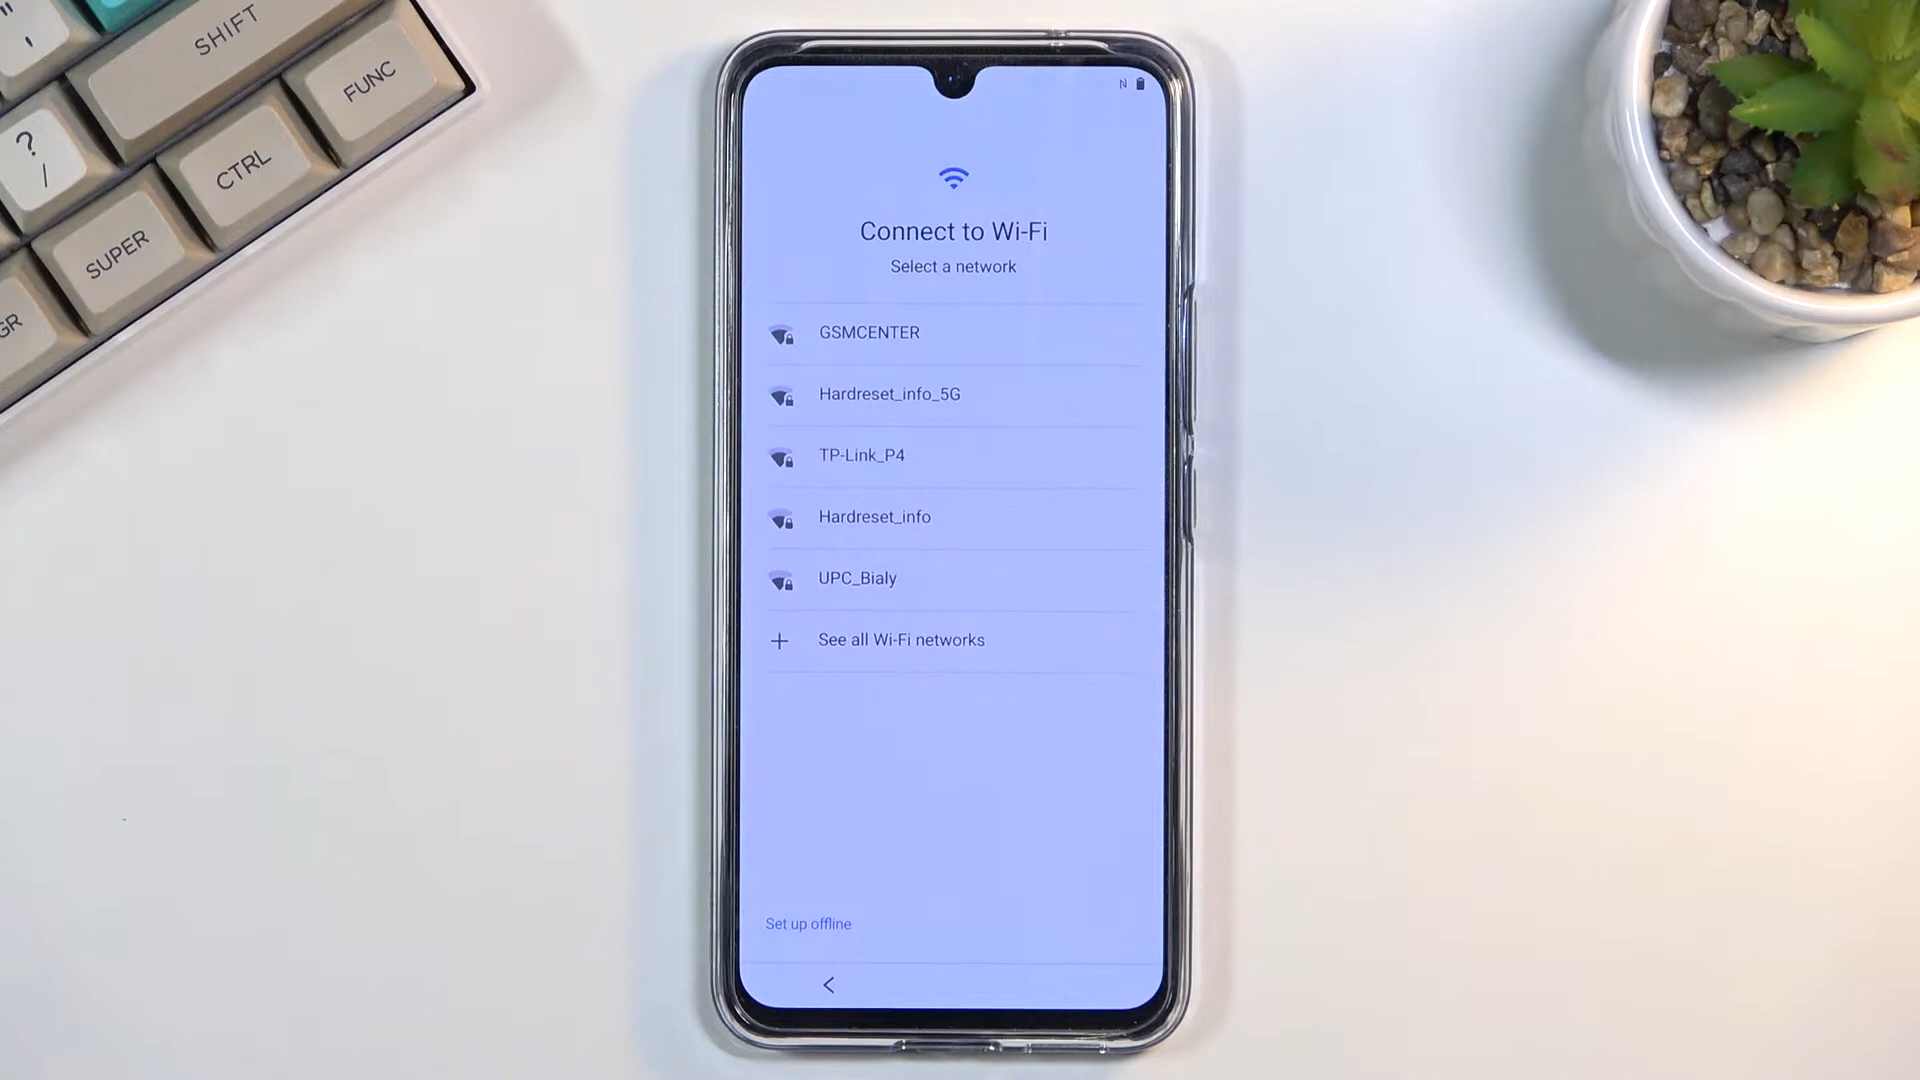 "
'
SHIFT
FUNC
?
/
CTRL
SUPER
GR
N
Connect to Wi-Fi
Select a network
GSMCENTER
Hardreset_info_5G
TP-Link_P4
Hardreset_info
UPC_Bialy
+ See all Wi-Fi networks
Set up offline